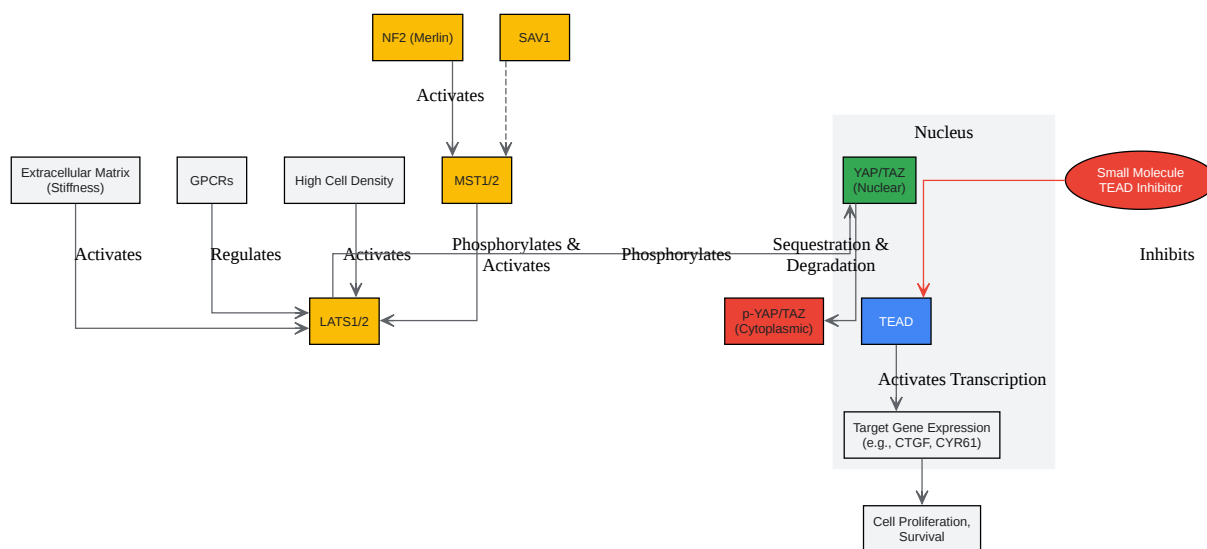 NF2 (Merlin)
SAV1
Activates
Nucleus
Extracellular Matrix
(Stiffness)
GPCRs
High Cell Density
MST1/2
YAP/TAZ
(Nuclear)
Small Molecule
TEAD Inhibitor
Activates
Regulates
Activates
Phosphorylates &
Activates
Phosphorylates
Sequestration &
Degradation
Inhibits
LATS1/2
p-YAP/TAZ
(Cytoplasmic)
TEAD
Activates Transcription
Target Gene Expression
(e.g., CTGF, CYR61)
Cell Proliferation,
Survival